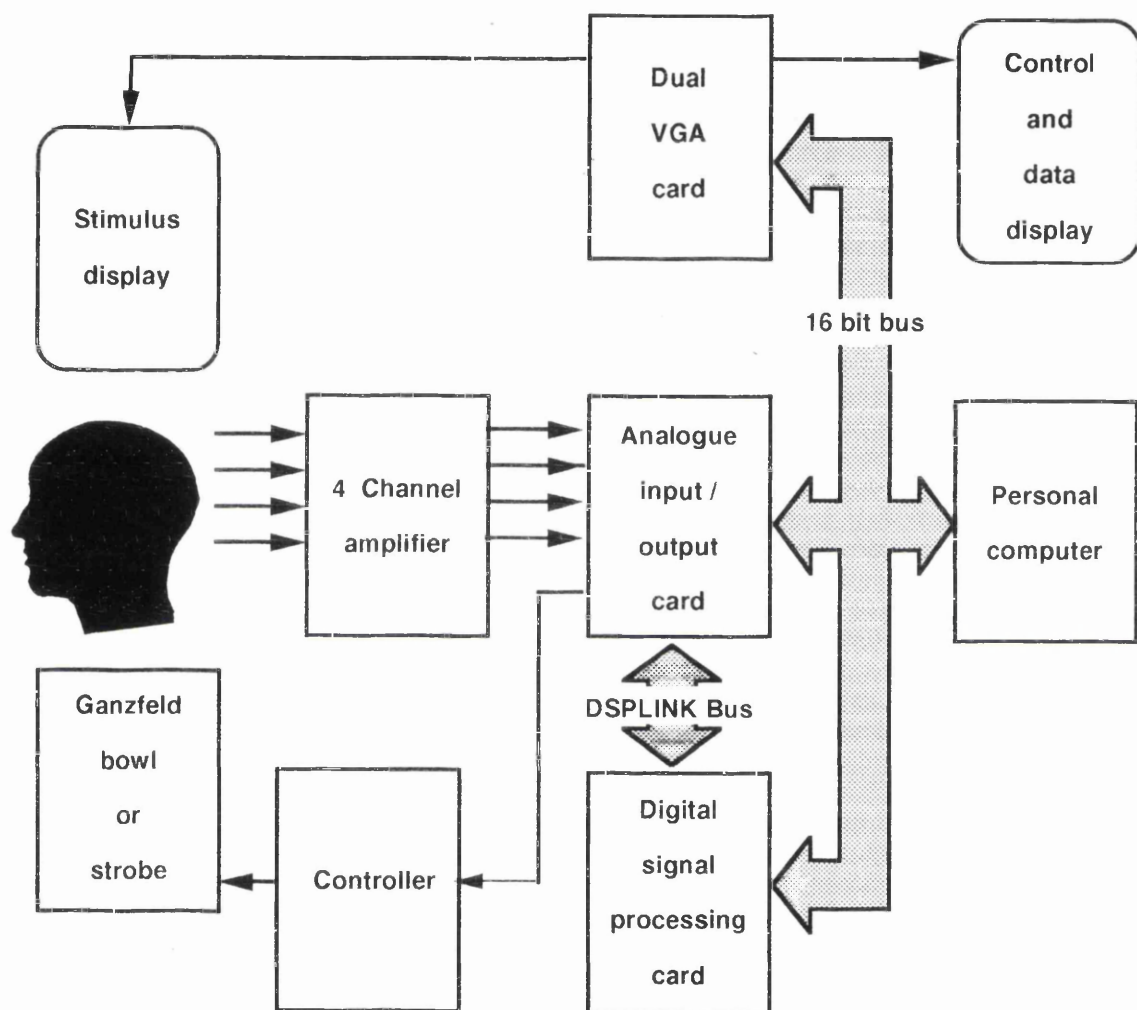 Dual
VGA
card
Control
and
data
display
Stimulus
display
16 bit bus
4 Channel
amplifier
Analogue
input /
output
card
Personal
computer
Ganzfeld
bowl
or
strobe
DSPLINK Bus
Controller
Digital
signal
processing
card